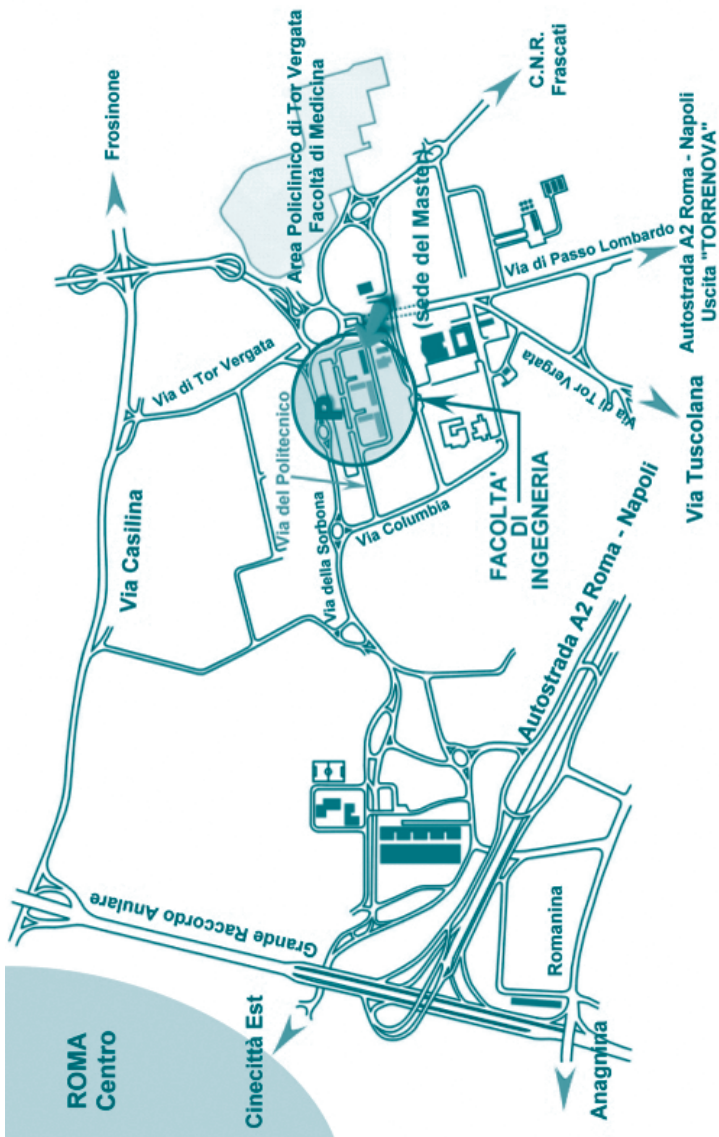 ROMA
Centro
Cinecittà Est
Anagnina
Romanina
Grande Raccordo Anulare
Via Casilina
Autostrada A2 Roma - Napoli
Via della Sorbona
Via del Politecnico
Via Columbia
FACOLTA'
DI
INGEGNERIA
P
Via di Tor Vergata
Via di Tor Vergata
Via Tuscolana
Frosinone
Area Policlinico di Tor Vergata
Facoltà di Medicina
(sede del Master)
Via di Passo Lombardo
Autostrada A2 Roma - Napoli
Uscita "TORRENOVA"
C.N.R.
Frascati